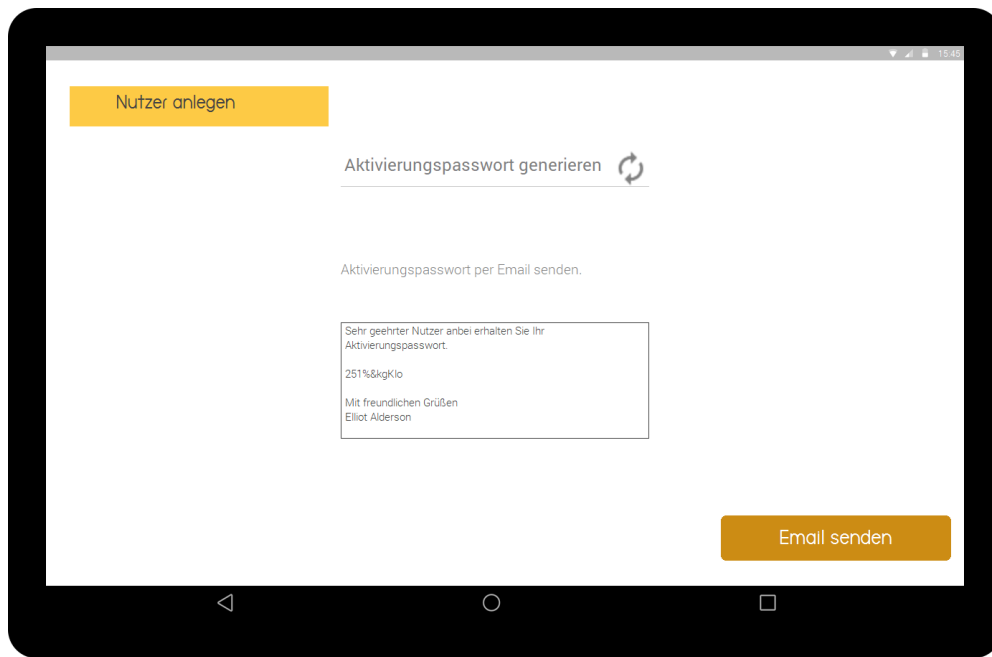 15:45
Nutzer anlegen
Aktivierungspasswort generieren
Aktivierungspasswort per Email senden.
Sehr geehrter Nutzer anbei erhalten Sie Ihr
Aktivierungspasswort.
251%&kgKlo
Mit freundlichen Grüßen
Elliot Alderson
Email senden